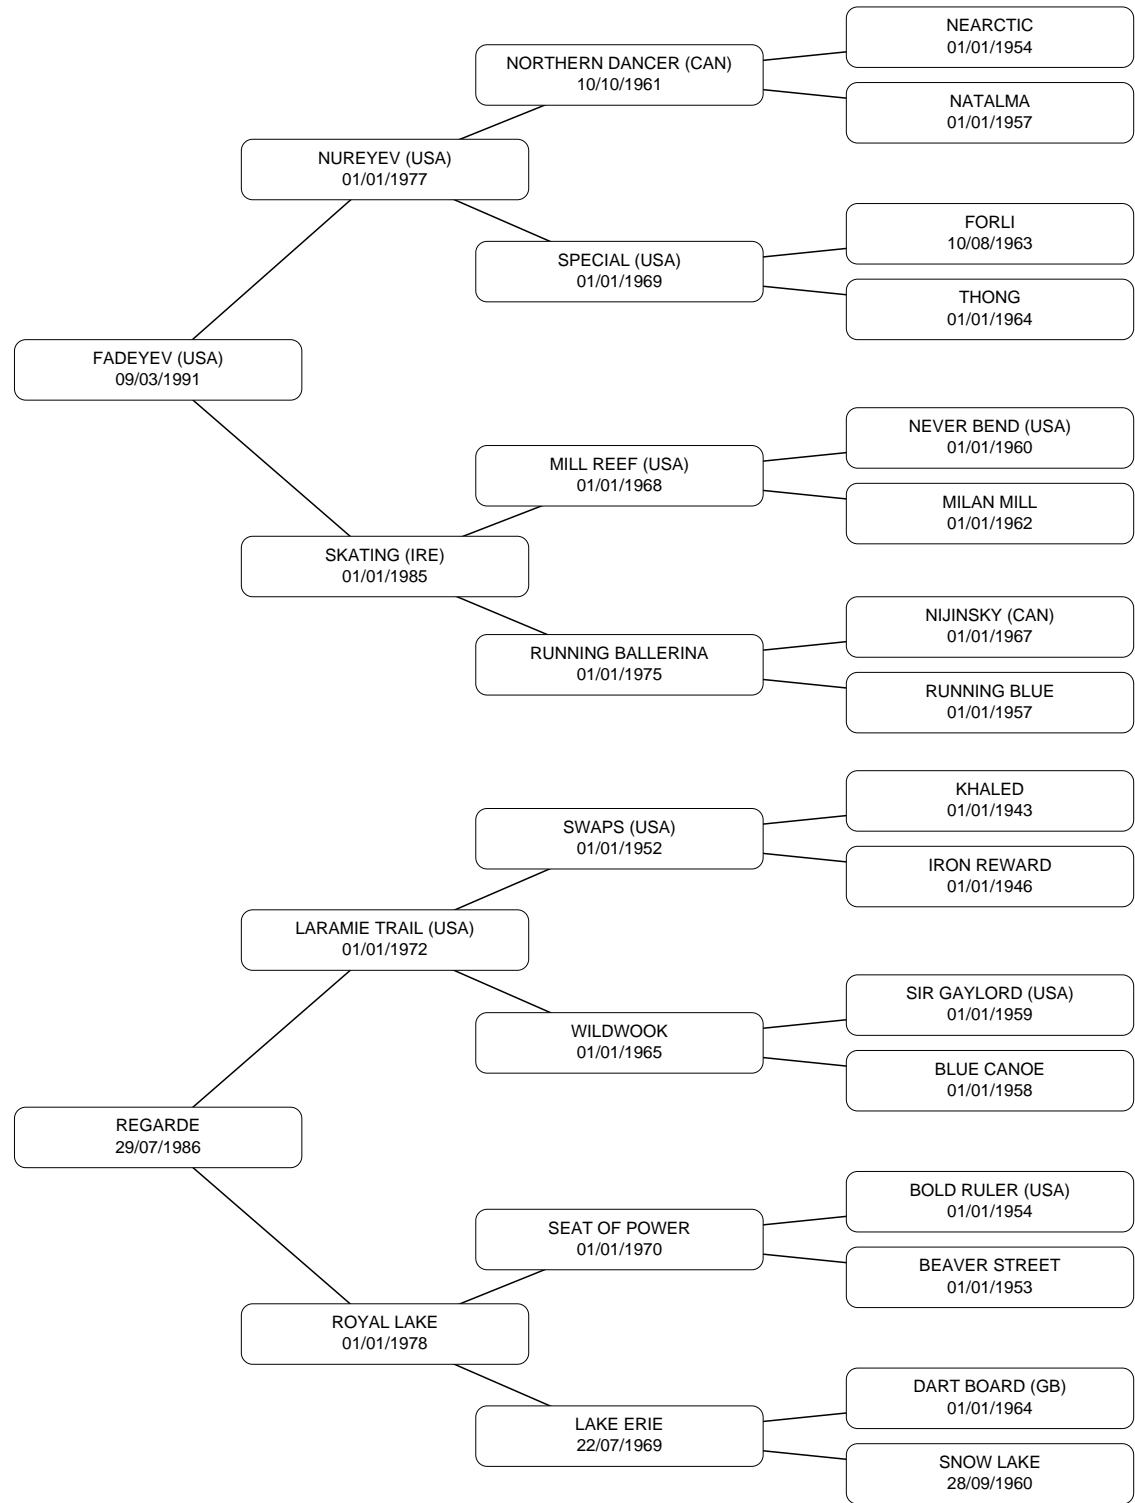 NEARCTIC
01/01/1954
NORTHERN DANCER (CAN)
10/10/1961
NATALMA
01/01/1957
NUREYEV (USA)
01/01/1977
FORLI
10/08/1963
SPECIAL (USA)
01/01/1969
THONG
01/01/1964
FADEYEV (USA)
09/03/1991
NEVER BEND (USA)
01/01/1960
MILL REEF (USA)
01/01/1968
MILAN MILL
01/01/1962
SKATING (IRE)
01/01/1985
NIJINSKY (CAN)
01/01/1967
RUNNING BALLERINA
01/01/1975
RUNNING BLUE
01/01/1957
KHALED
01/01/1943
SWAPS (USA)
01/01/1952
IRON REWARD
01/01/1946
LARAMIE TRAIL (USA)
01/01/1972
SIR GAYLORD (USA)
01/01/1959
WILDWOOK
01/01/1965
BLUE CANOE
01/01/1958
REGARDE
29/07/1986
BOLD RULER (USA)
01/01/1954
SEAT OF POWER
01/01/1970
BEAVER STREET
01/01/1953
ROYAL LAKE
01/01/1978
DART BOARD (GB)
01/01/1964
LAKE ERIE
22/07/1969
SNOW LAKE
28/09/1960